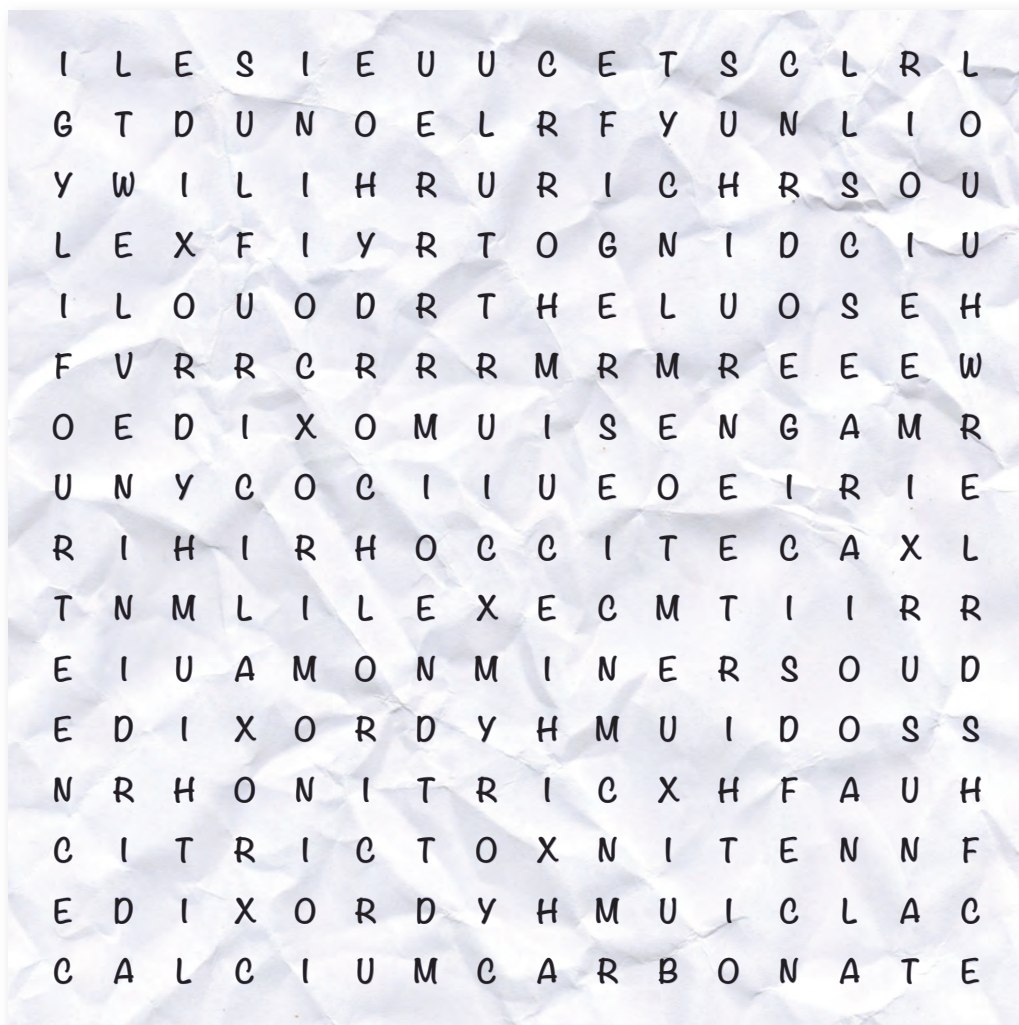 I L E S I E U U C E T S C L R L
G T D U N O E L R F Y U N L I O
Y W I L I H R U R I C H R S O U
L E X F I Y R T O G N I D C I U
I L O U O D R T H E L U O S E H
F V R R C R R R M R M R E E E W
O E D I X O M U I S E N G A M R
U N Y C O C I I U E O E I R I E
R I H I R H O C C I T E C A X L
T N M L I L E X E C M T I I R R
E I U A M O N M I N E R S O U D
E D I X O R D Y H M U I D O S S
N R H O N I T R I C X H F A U H
C I T R I C T O X N I T E N N F
E D I X O R D Y H M U I C L A C
C A L C I U M C A R B O N A T E